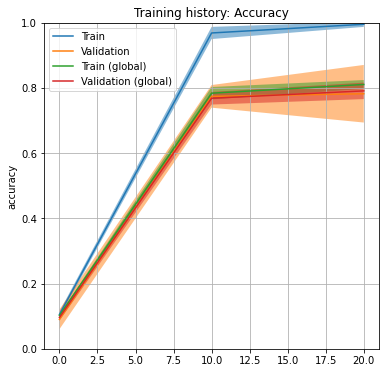 Training history: Accuracy
1.0
0.8
0.6
0.4
0.2
0.0
accuracy
Train
Validation
Train (global)
Validation (global)
0.0 2.5 5.0 7.5 10.0 12.5 15.0 17.5 20.0